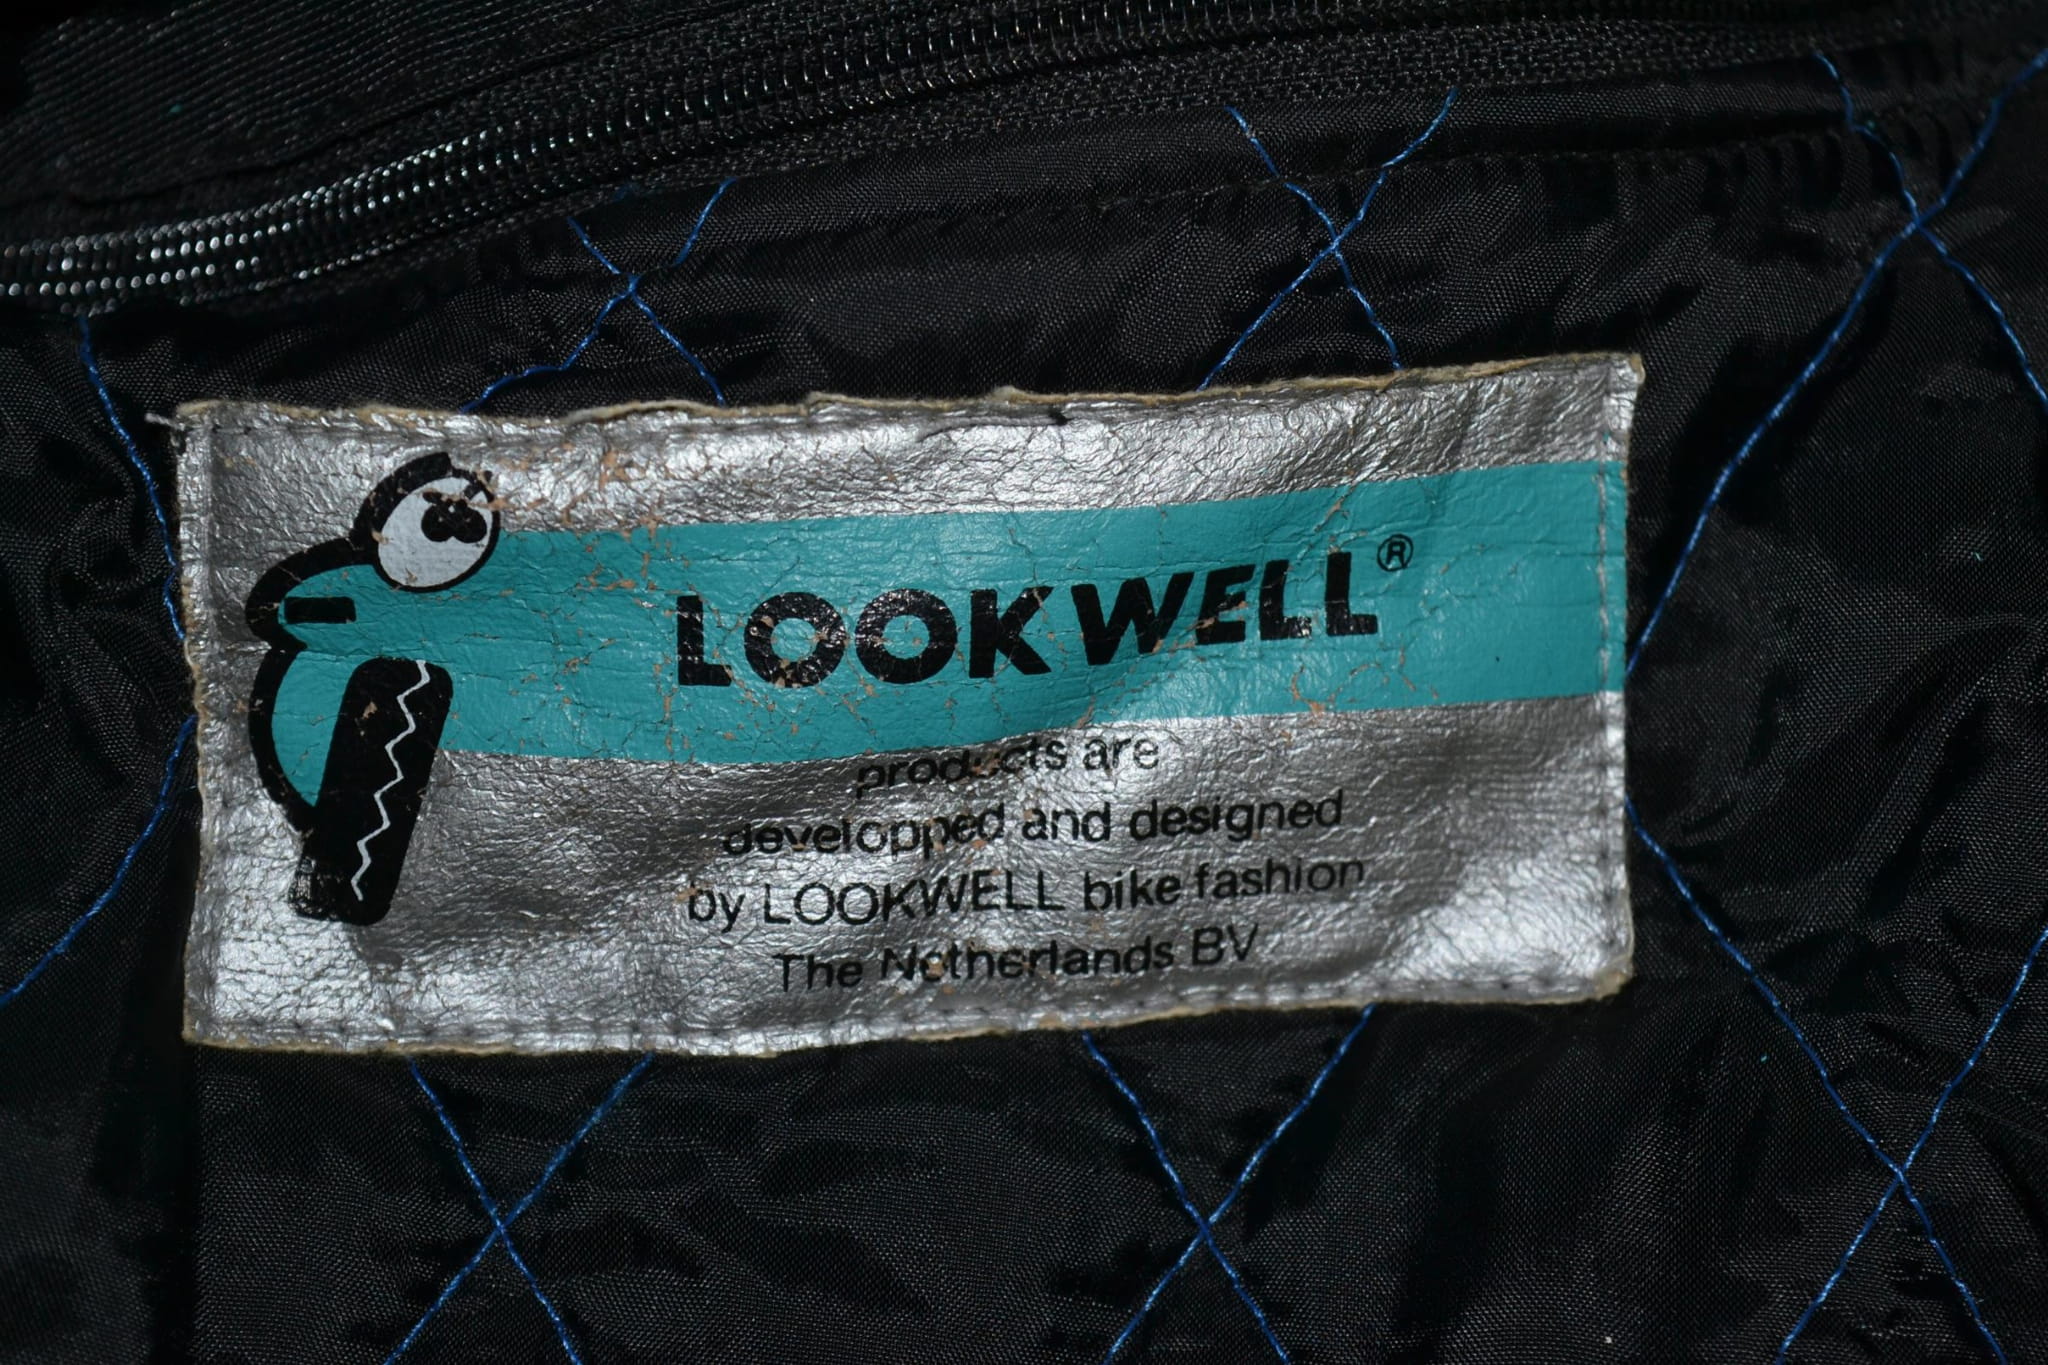 LOOKWELL®
products are
developped and designed
by LOOKWELL bike fashion
The Netherlands BV